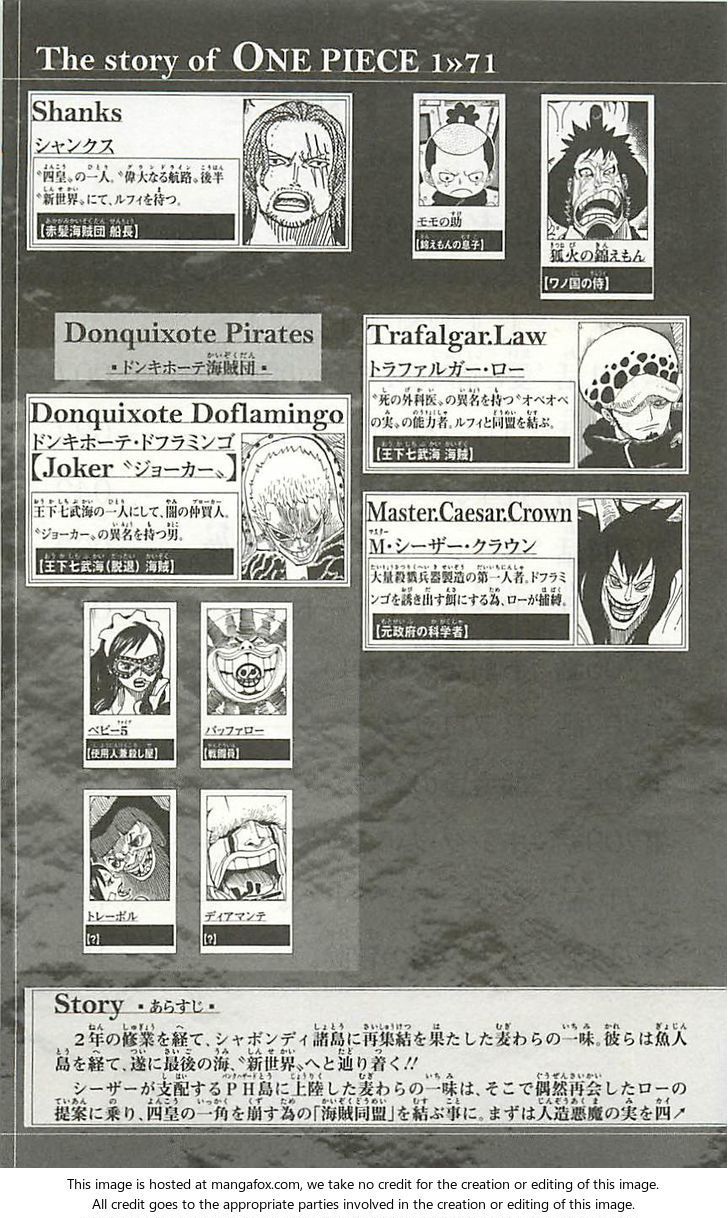 The story of ONE PIECE 1»71
Shanks
シャンクス
〝四皇〟の一人。〝偉大なる航路〟後半
〝新世界〟にて、ルフィを待つ。
【赤髪海賊団 船長】
モモの助
【錦えもんの息子】
狐火の錦えもん
【ワノ国の侍】
Donquixote Pirates
▪ドンキホーテ海賊団▪
Donquixote Doflamingo
ドンキホーテ・ドフラミンゴ
【Joker〝ジョーカー〟】
王下七武海の一人にして、闇の仲買人。
〝ジョーカー〟の異名を持つ男。
【王下七武海(脱退) 海賊】
Trafalgar.Law
トラファルガー・ロー
〝死の外科医〟の異名を持つ〝オペオペ
の実〟の能力者。ルフィと同盟を結ぶ。
【王下七武海 海賊】
Master.Caesar.Crown
M・シーザー・クラウン
大量殺戮兵器製造の第一人者。ドフラミ
ンゴを誘き出す餌にする為、ローが捕縛。
【元政府の科学者】
ベビー5
【使用人兼殺し屋】
バッファロー
【戦闘員】
トレーボル
【?】
ディアマンテ
【?】
Story ▪あらすじ▪
2年の修業を経て、シャボンディ諸島に再集結を果たした麦わらの一味。彼らは魚人
島を経て、遂に最後の海、〝新世界〟へと辿り着く!!
シーザーが支配するPH島に上陸した麦わらの一味は、そこで偶然再会したローの
提案に乗り、四皇の一角を崩す為の「海賊同盟」を結ぶ事に。まずは人造悪魔の実を四↗
This image is hosted at mangafox.com, we take no credit for the creation or editing of this image.
All credit goes to the appropriate parties involved in the creation or editing of this image.